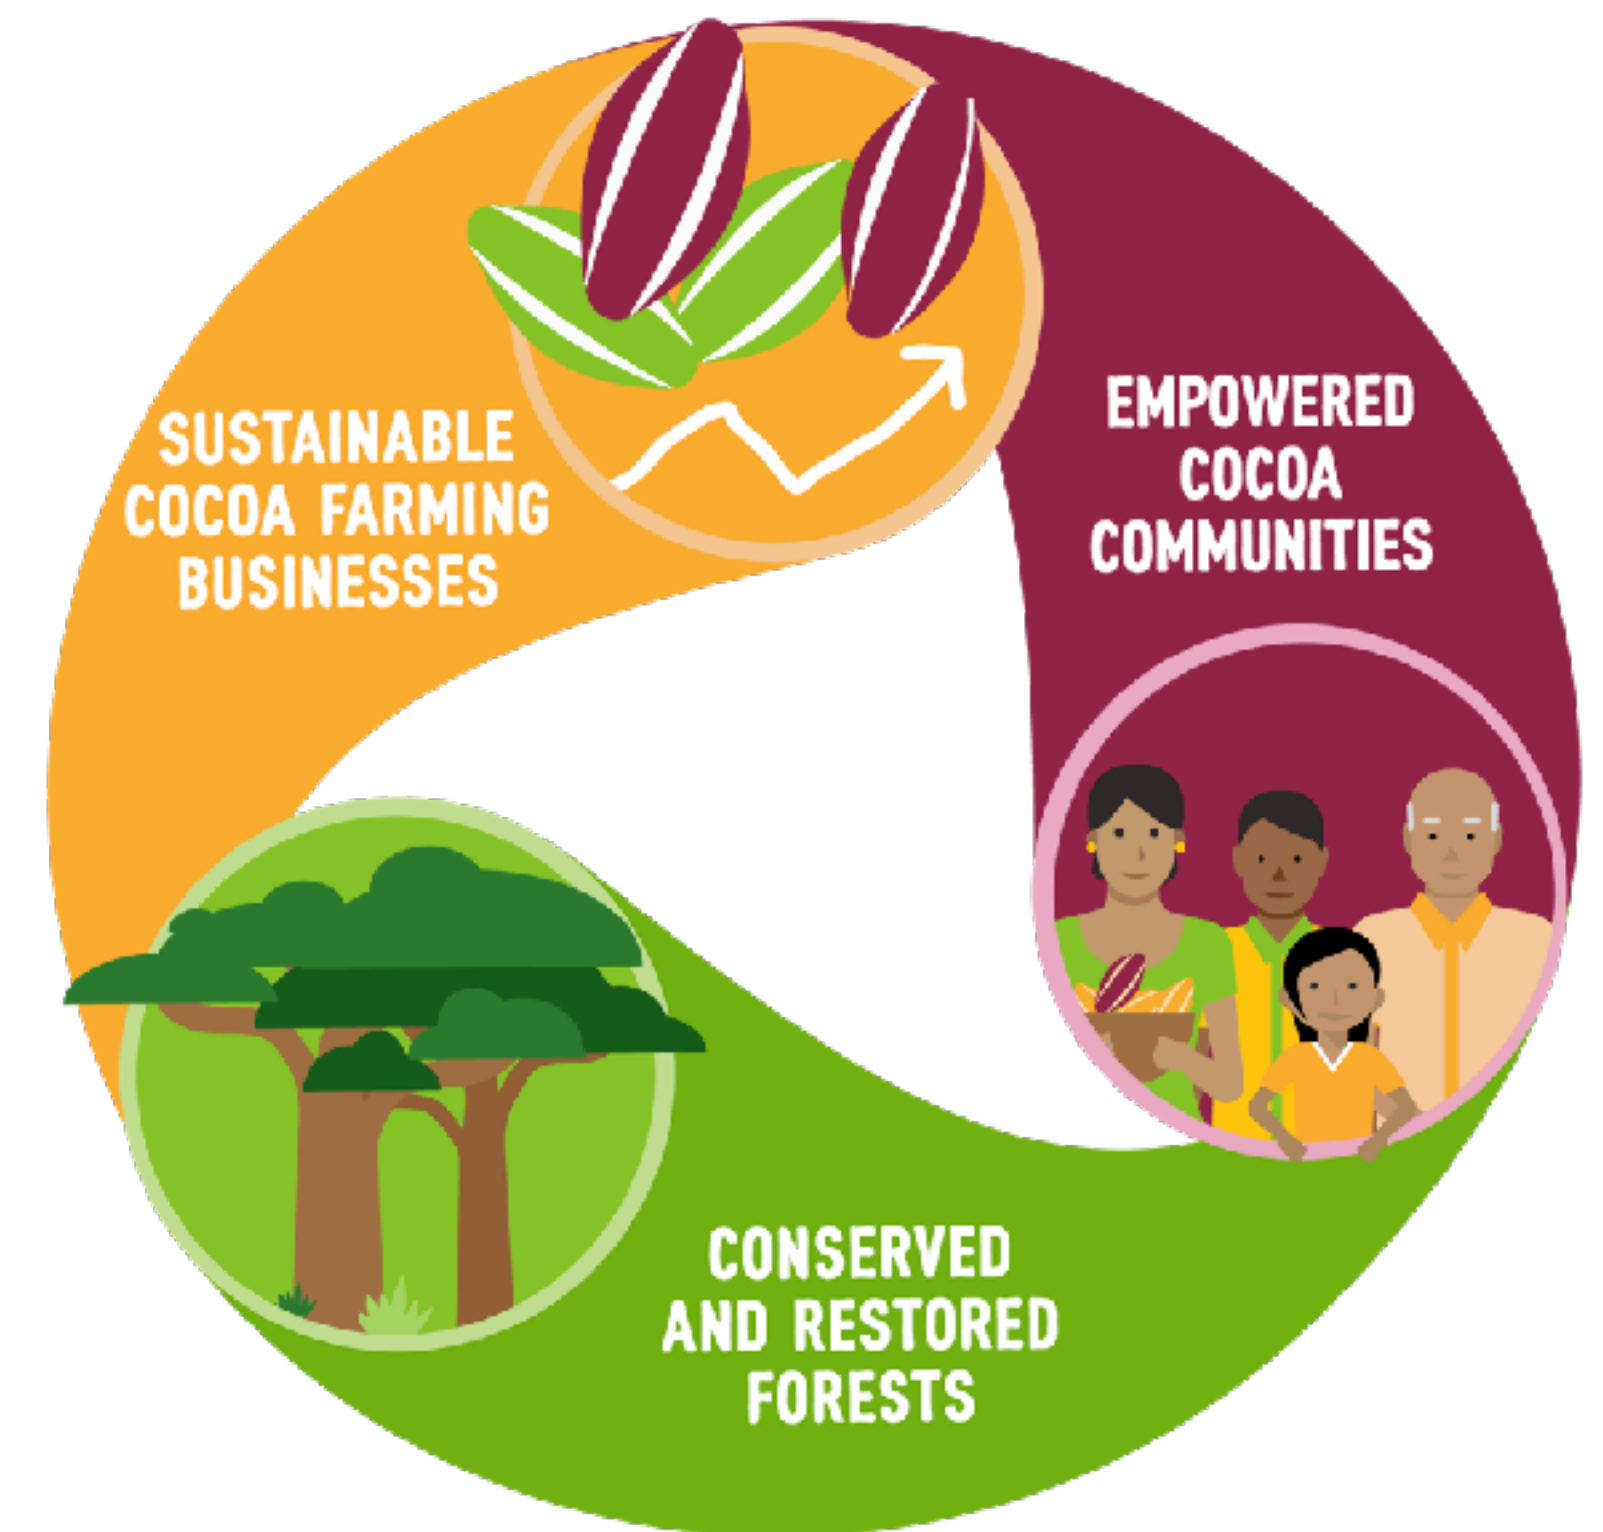 SUSTAINABLE
COCOA FARMING
BUSINESSES
EMPOWERED
COCOA
COMMUNITIES
CONSERVED
AND RESTORED
FORESTS